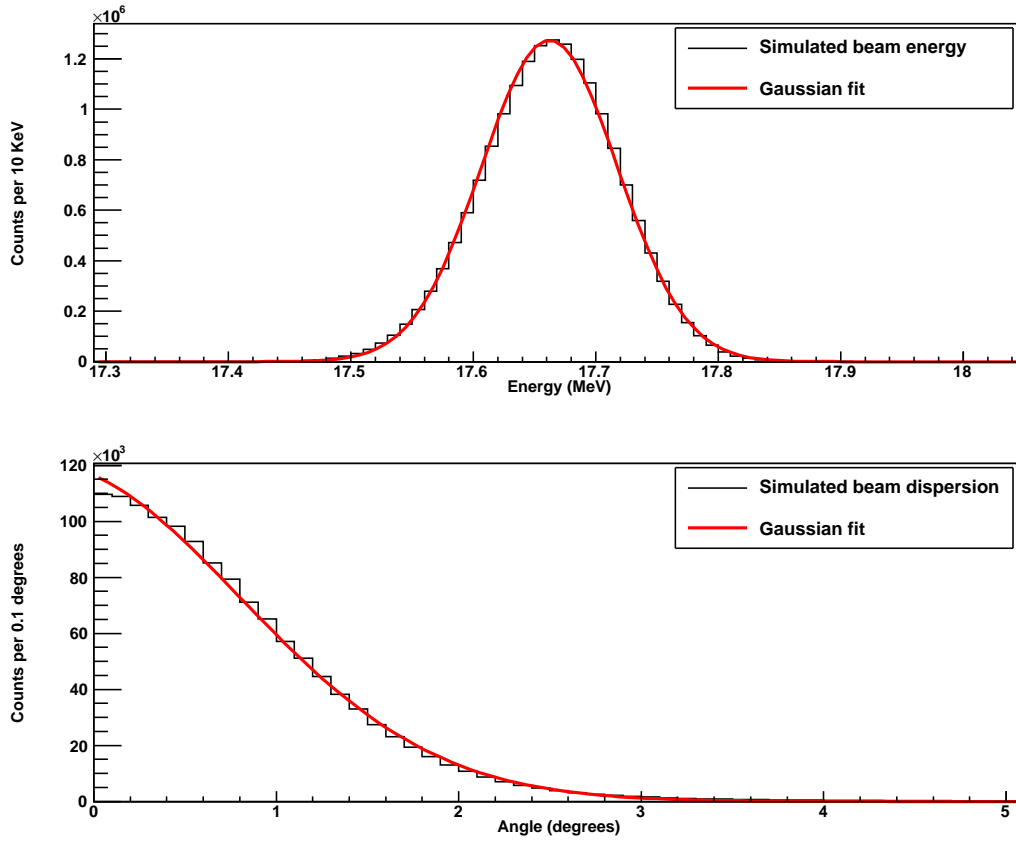 ×10⁶
Simulated beam energy
Gaussian fit
Counts per 10 KeV
1.2
1
0.8
0.6
0.4
0.2
0
17.3 17.4 17.5 17.6 17.7 17.8 17.9 18
Energy (MeV)
×10³
Simulated beam dispersion
Gaussian fit
Counts per 0.1 degrees
120
100
80
60
40
20
0
0 1 2 3 4 5
Angle (degrees)